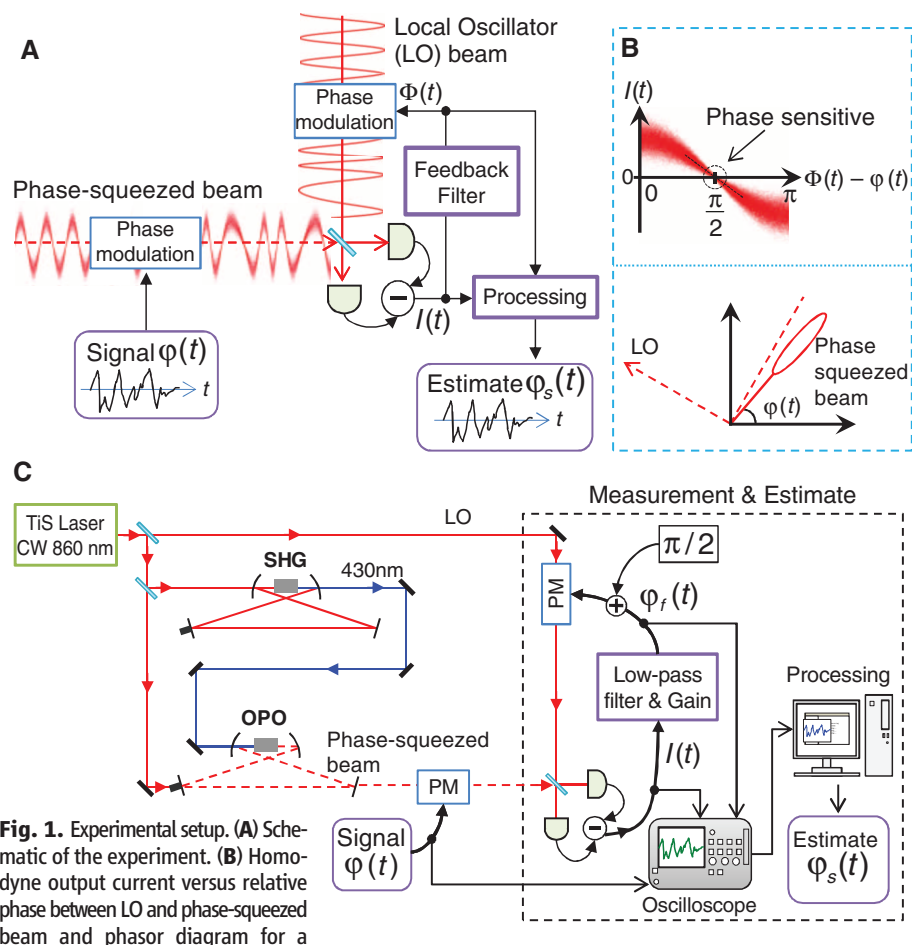 A
Local Oscillator
(LO) beam
Phase
modulation
Φ(t)
Feedback
Filter
Phase-squeezed beam
Phase
modulation
−
I(t)
Processing
Signal φ(t)
t
Estimate φs(t)
t
B
I(t)
Phase sensitive
0
0
π/2
π
Φ(t) − φ(t)
LO
Phase
squeezed
beam
φ(t)
C
TiS Laser
CW 860 nm
LO
SHG
430nm
OPO
Phase-squeezed
beam
PM
Signal
φ(t)
Measurement & Estimate
π/2
PM
+
φf(t)
Low-pass
filter & Gain
I(t)
−
Oscilloscope
Processing
Estimate
φs(t)
Fig. 1. Experimental setup. (A) Sche-
matic of the experiment. (B) Homo-
dyne output current versus relative
phase between LO and phase-squeezed
beam and phasor diagram for a